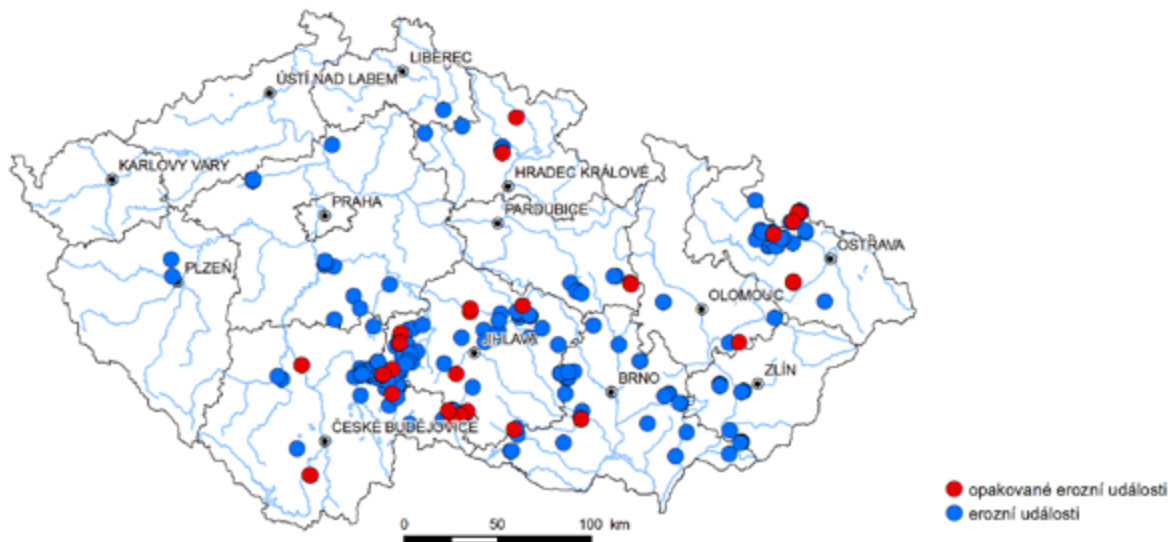 LIBEREC
ÚSTÍ NAD LABEM
KARLOVY VARY
HRADEC KRÁLOVÉ
PRAHA
PARDUBICE
OSTRAVA
PLZEŇ
OLOMOUC
JIHLAVA
ZLÍN
BRNO
ČESKÉ BUDĚJOVICE
opakované erozní události
erozní události
0 50 100 km